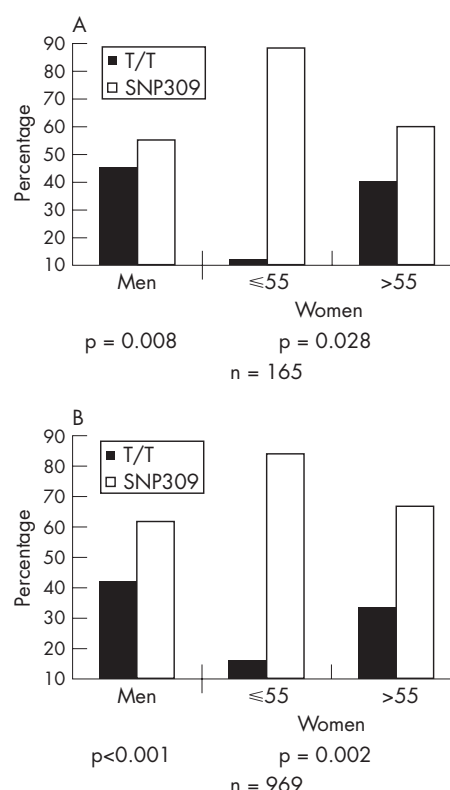 A
90
80
70
60
50
40
30
20
10
Percentage
T/T
SNP309
Men ≤55 >55
Women
p = 0.008 p = 0.028
n = 165
B
90
80
70
60
50
40
30
20
10
Percentage
T/T
SNP309
Men ≤55 >55
Women
p<0.001 p = 0.002
n = 969